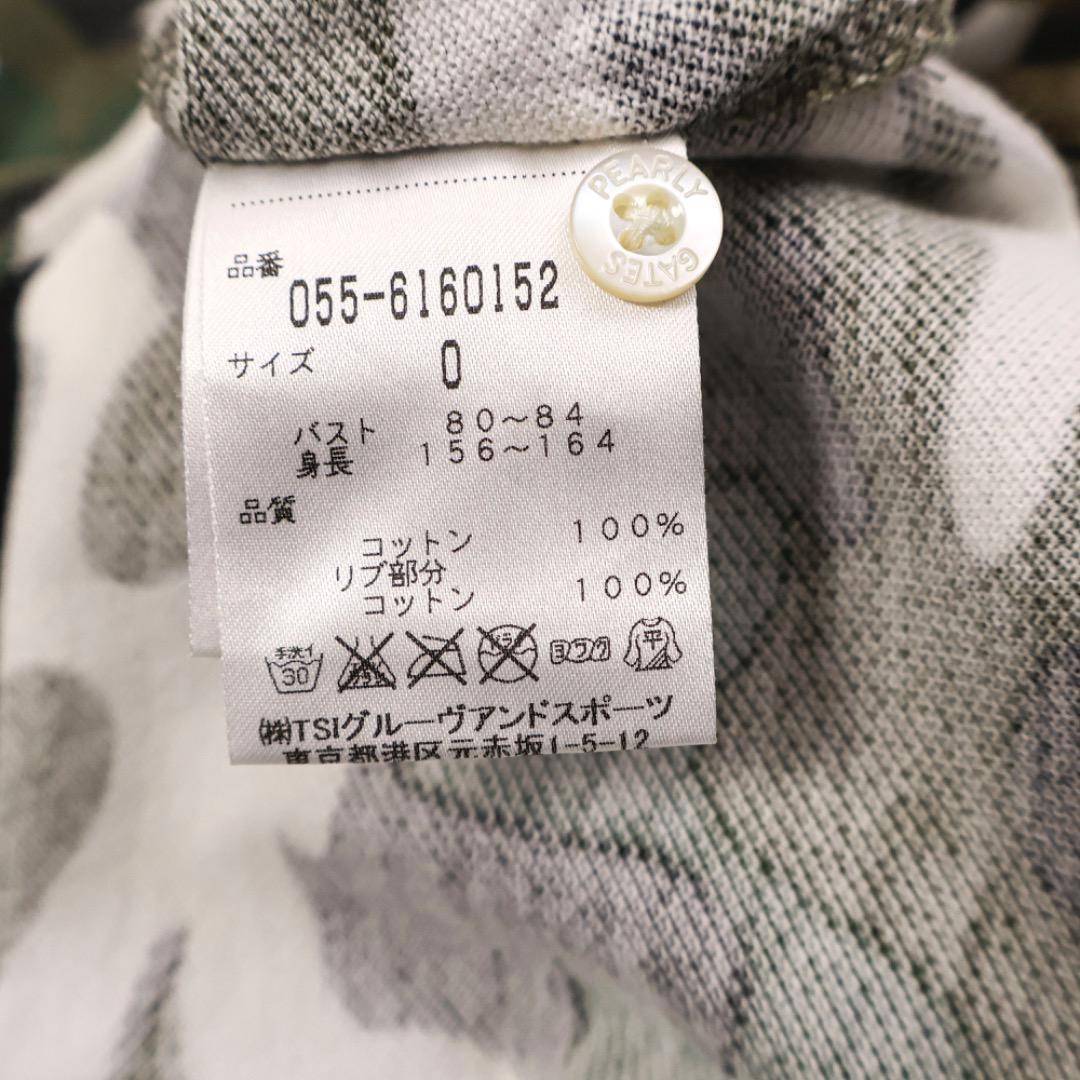 PEARLY
GATES
品番
055-6160152
サイズ 0
バスト 80～84
身長 156～164
品質
コットン 100%
リブ部分
コットン 100%
手洗イ
30
ヨワク
平
㈱TSIグルーヴアンドスポーツ
東京都港区元赤坂1-5-12